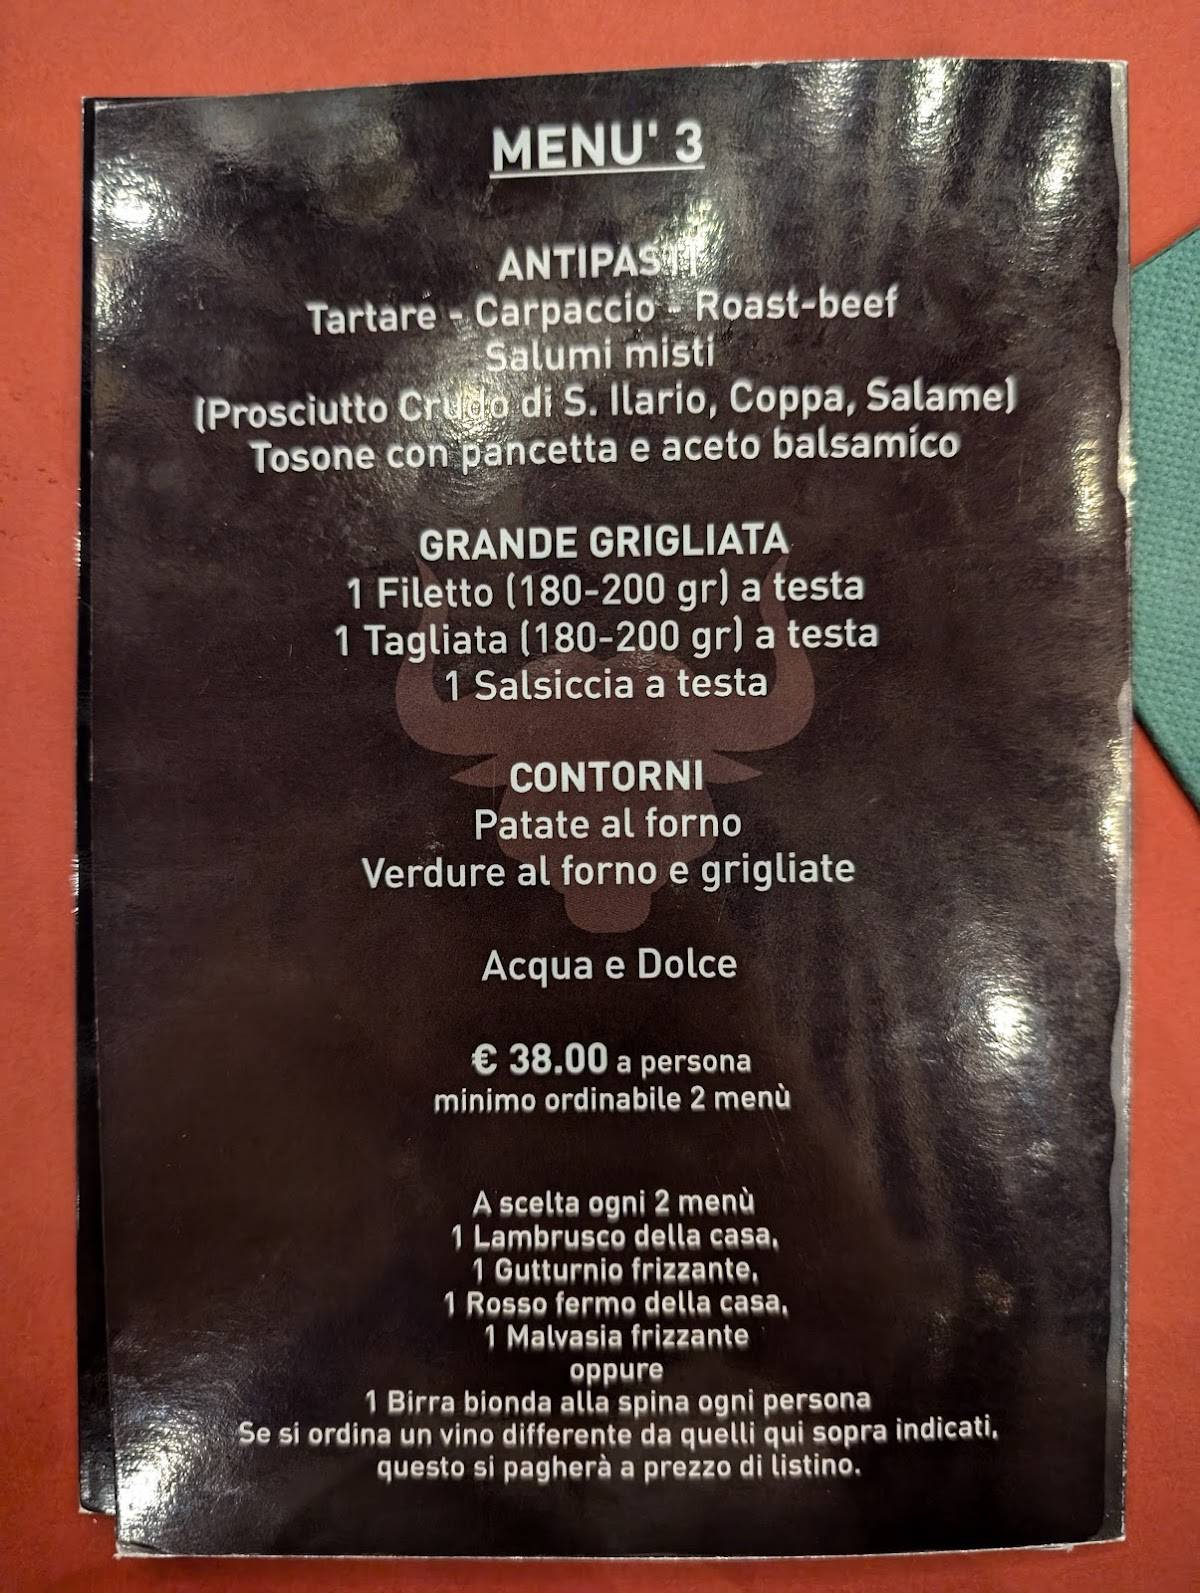 MENU' 3
ANTIPASTI
Tartare - Carpaccio - Roast-beef
Salumi misti
(Prosciutto Crudo di S. Ilario, Coppa, Salame)
Tosone con pancetta e aceto balsamico
GRANDE GRIGLIATA
1 Filetto (180-200 gr) a testa
1 Tagliata (180-200 gr) a testa
1 Salsiccia a testa
CONTORNI
Patate al forno
Verdure al forno e grigliate
Acqua e Dolce
€ 38.00 a persona
minimo ordinabile 2 menù
A scelta ogni 2 menù
1 Lambrusco della casa,
1 Gutturnio frizzante,
1 Rosso fermo della casa,
1 Malvasia frizzante
oppure
1 Birra bionda alla spina ogni persona
Se si ordina un vino differente da quelli qui sopra indicati,
questo si pagherà a prezzo di listino.